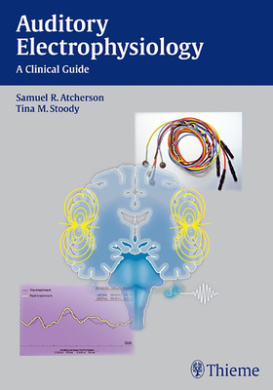 Auditory
Electrophysiology
A Clinical Guide
Samuel R. Atcherson
Tina M. Stoody
Thieme